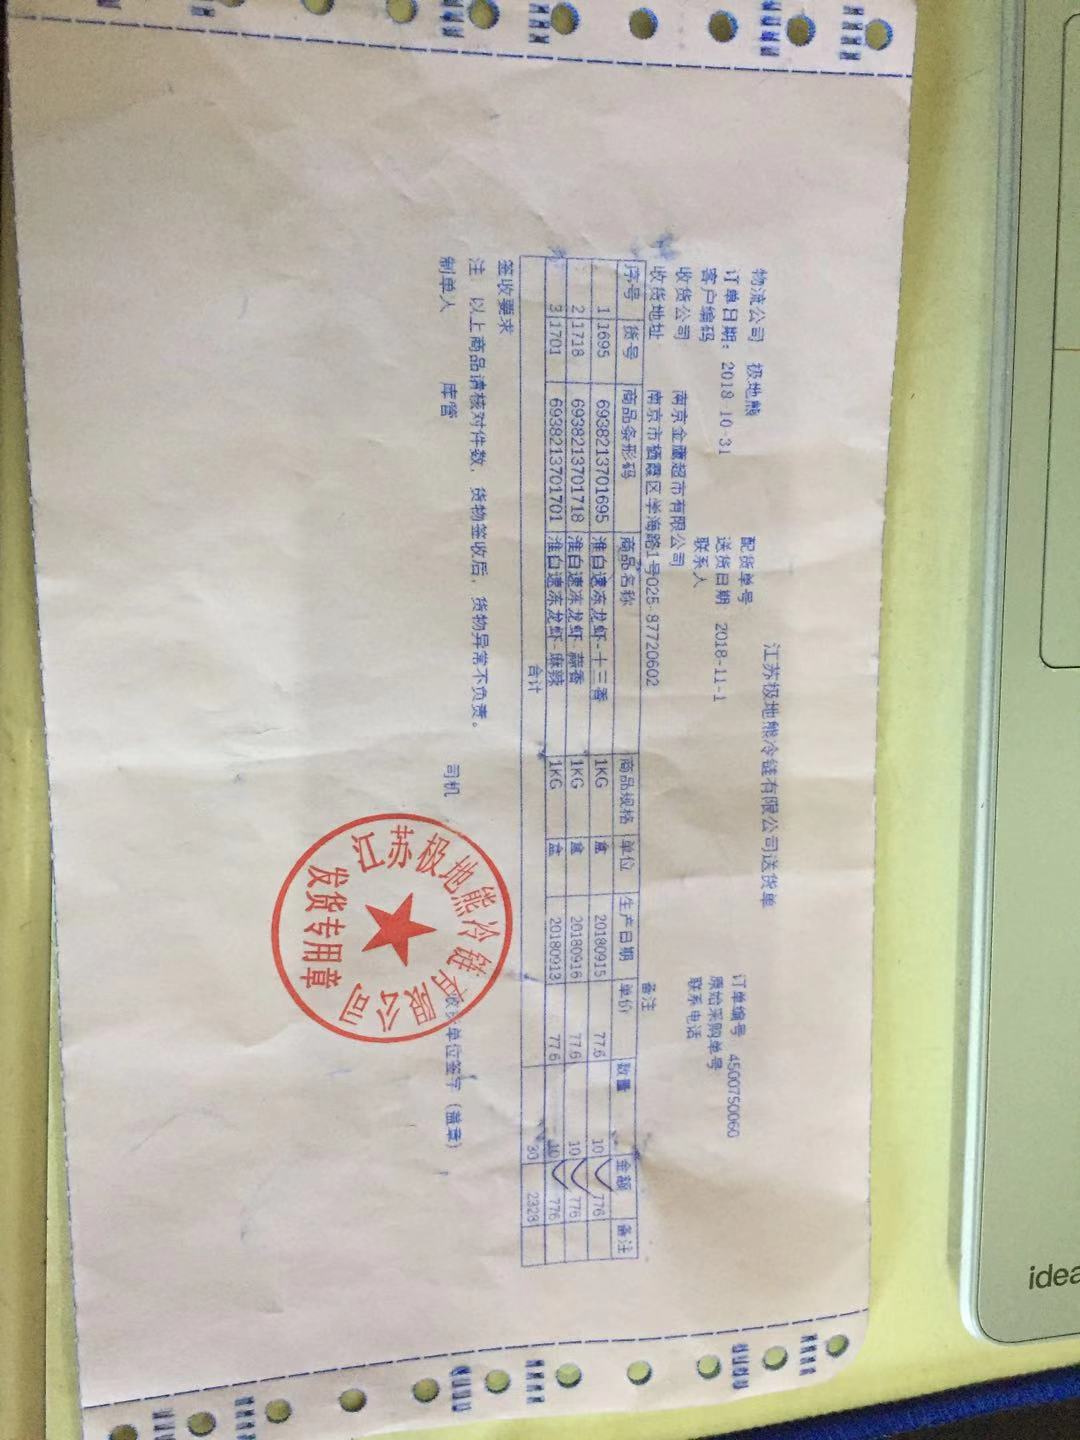 江苏极地熊冷链有限公司送货单
物流公司 极地熊 配货单号 订单编号 4500750060
订单日期: 2018-10-31 送货日期 2018-11-1 原始采购单号
客户编码 联系人 联系电话
收货公司 南京金鹰超市有限公司
收货地址 南京市栖霞区学海路1号025-87720602 备注
序号 货号 商品条形码 商品名称 商品规格 单位 生产日期 单价 数量 金额 备注
1 1695 6938213701695 淮白速冻龙虾-十三香 1KG 盒 20180915 77.6 10 776
2 1718 6938213701718 淮白速冻龙虾-蒜香 1KG 盒 20180916 77.6 10 776
3 1701 6938213701701 淮白速冻龙虾-麻辣 1KG 盒 20180913 77.6 10 776
合计 30 2328
签收要求
注 以上商品请核对件数, 货物签收后, 货物异常不负责。
制单人 库管 司机 收货单位签字（盖章）
江苏极地熊冷链有限公司
发货专用章
idea